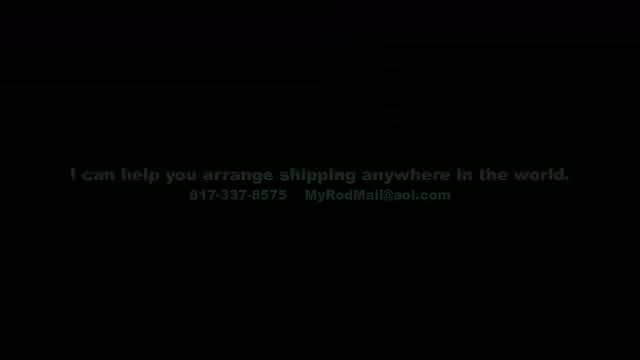 I can help you arrange shipping anywhere in the world.
817-337-8575 MyRodMail@aol.com